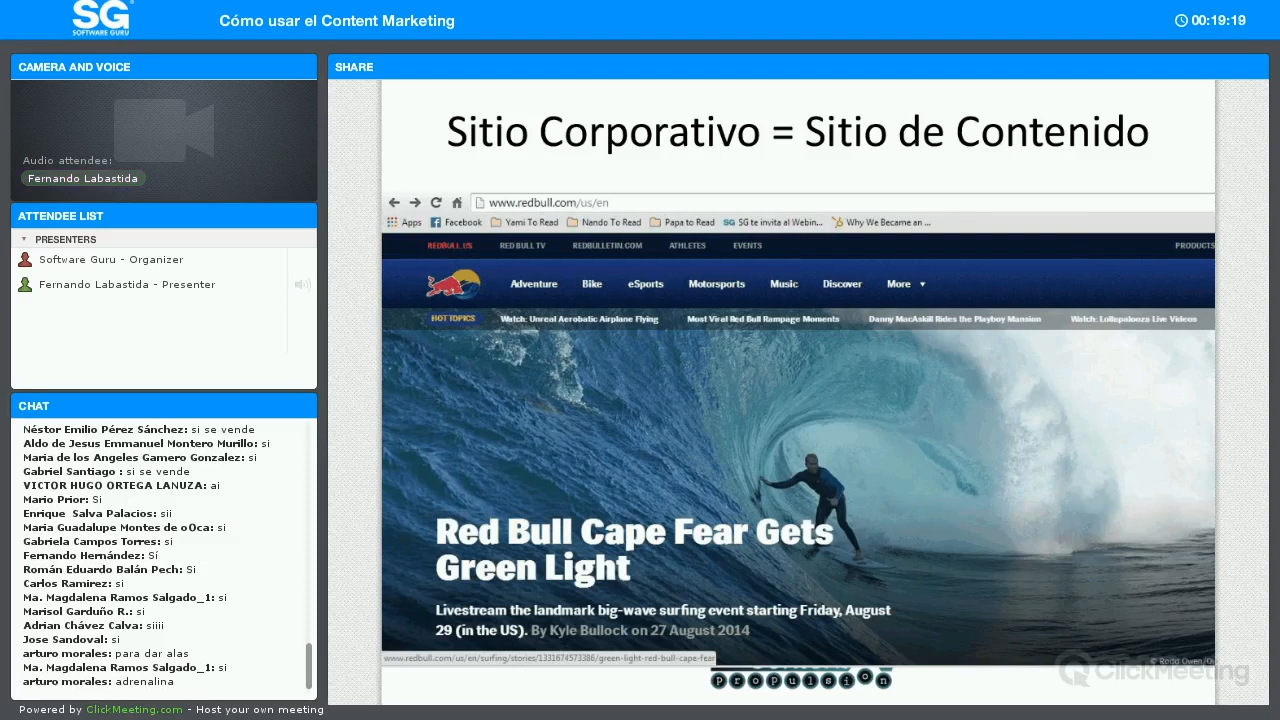 SG
SOFTWARE GURU
Cómo usar el Content Marketing
00:19:19
CAMERA AND VOICE
Audio attendee:
Fernando Labastida
ATTENDEE LIST
PRESENTERS
Software Guru - Organizer
Fernando Labastida - Presenter
CHAT
Néstor Emilio Pérez Sánchez: si se vende
Aldo de Jesus Emmanuel Montero Murillo: si
Maria de los Angeles Gamero Gonzalez: si
Gabriel Santiago : si se vende
VICTOR HUGO ORTEGA LANUZA: ai
Mario Prior: Si
Enrique Salva Palacios: sii
Maria Guadalupe Montes de oOca: si
Gabriela Campos Torres: si
Fernando Hernández: Sí
Román Eduardo Balán Pech: Si
Carlos Ramirez: si
Ma. Magdalena Ramos Salgado_1: si
Marisol Garduño R.: si
Adrian Chávez Calva: siiii
Jose Sandoval: si
arturo morales: para dar alas
Ma. Magdalena Ramos Salgado_1: si
arturo morales: adrenalina
Powered by ClickMeeting.com - Host your own meeting
SHARE
Sitio Corporativo = Sitio de Contenido
www.redbull.com/us/en
Apps Facebook Yami To Read Nando To Read Papa to Read SG SG te invita al Webin... Why We Became an ...
REDBULL.US RED BULL TV REDBULLETIN.COM ATHLETES EVENTS PRODUCTS
Adventure Bike eSports Motorsports Music Discover More
HOT TOPICS Watch: Unreal Aerobatic Airplane Flying Most Viral Red Bull Rampage Moments Danny MacAskill Rides the Playboy Mansion Watch: Lollapalooza Live Videos
Red Bull Cape Fear Gets
Green Light
Livestream the landmark big-wave surfing event starting Friday, August
29 (in the US). By Kyle Bullock on 27 August 2014
www.redbull.com/us/en/surfing/stories/1331674573386/green-light-red-bull-cape-fear
propulsion
ClickMeeting